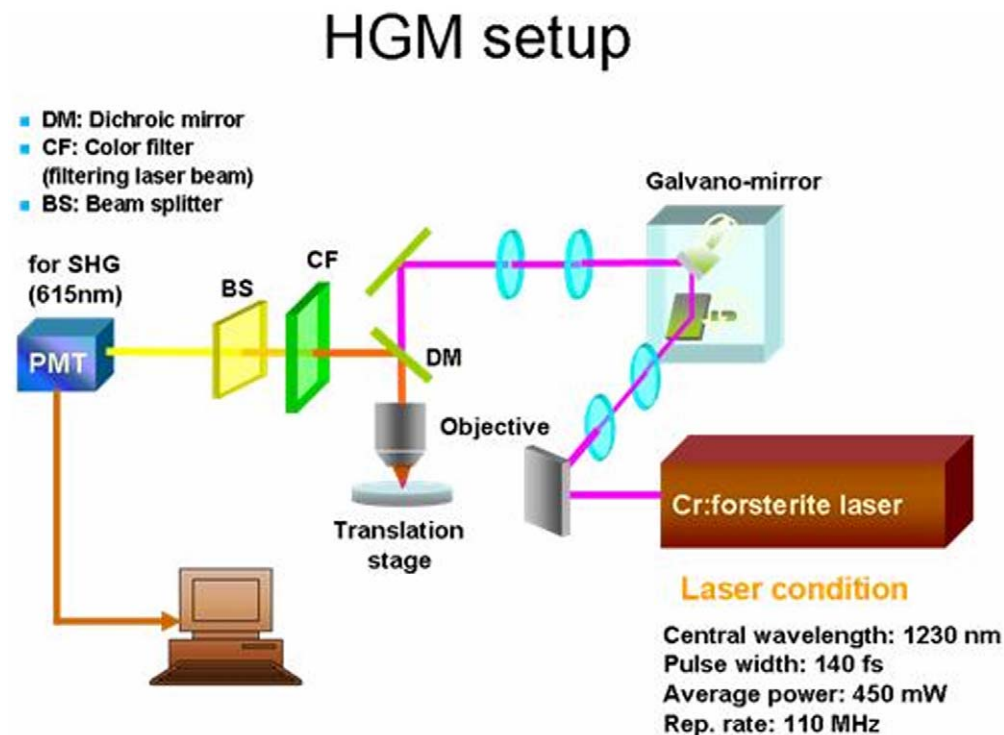 HGM setup
DM: Dichroic mirror
CF: Color filter
(filtering laser beam)
BS: Beam splitter
Galvano-mirror
for SHG
(615nm)
BS
CF
PMT
DM
Objective
Cr:forsterite laser
Translation
stage
Laser condition
Central wavelength: 1230 nm
Pulse width: 140 fs
Average power: 450 mW
Rep. rate: 110 MHz